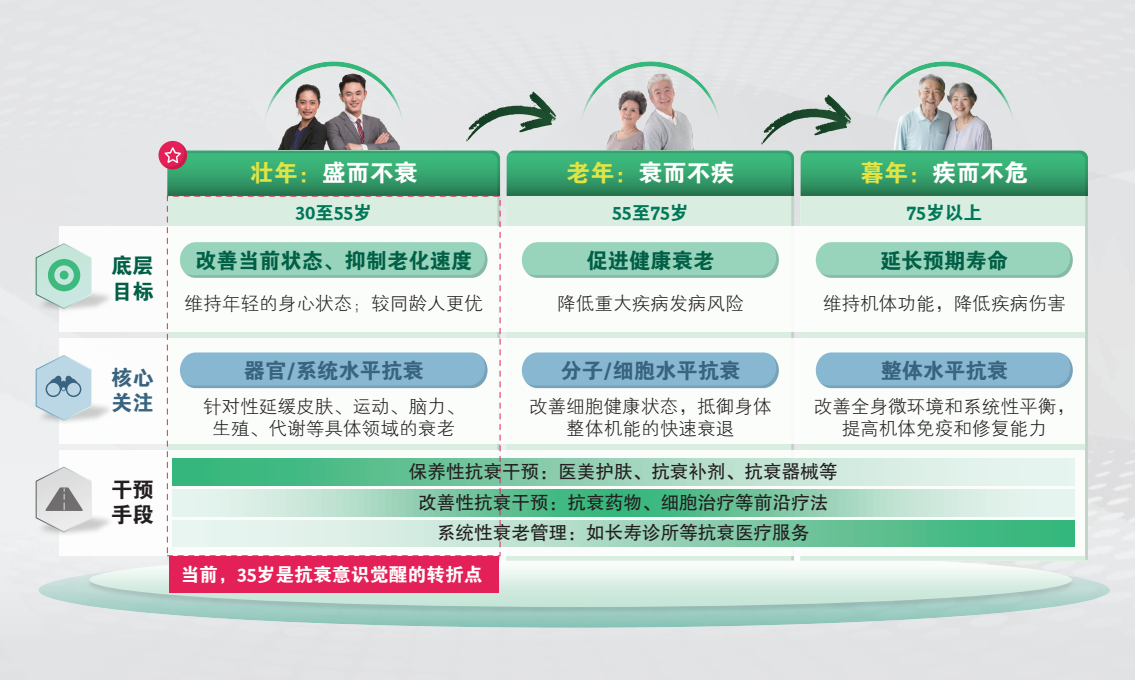 壮年：盛而不衰
老年：衰而不疾
暮年：疾而不危
30至55岁
55至75岁
75岁以上
底层
目标
改善当前状态、抑制老化速度
促进健康衰老
延长预期寿命
维持年轻的身心状态；较同龄人更优
降低重大疾病发病风险
维持机体功能，降低疾病伤害
核心
关注
器官/系统水平抗衰
分子/细胞水平抗衰
整体水平抗衰
针对性延缓皮肤、运动、脑力、
生殖、代谢等具体领域的衰老
改善细胞健康状态，抵御身体
整体机能的快速衰退
改善全身微环境和系统性平衡，
提高机体免疫和修复能力
干预
手段
保养性抗衰干预：医美护肤、抗衰补剂、抗衰器械等
改善性抗衰干预：抗衰药物、细胞治疗等前沿疗法
系统性衰老管理：如长寿诊所等抗衰医疗服务
当前，35岁是抗衰意识觉醒的转折点